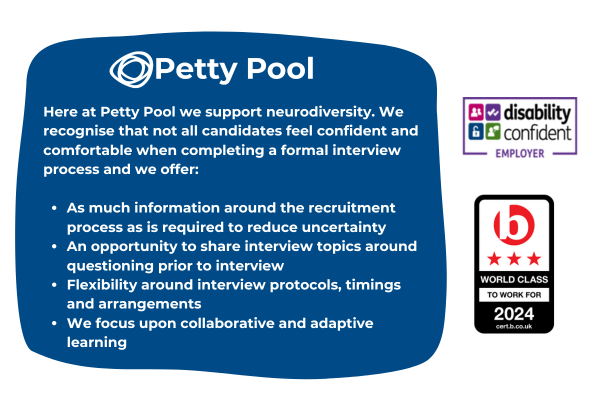 Petty Pool
Here at Petty Pool we support neurodiversity. We
recognise that not all candidates feel confident and
comfortable when completing a formal interview
process and we offer:
• As much information around the recruitment
process as is required to reduce uncertainty
• An opportunity to share interview topics around
questioning prior to interview
• Flexibility around interview protocols, timings
and arrangements
• We focus upon collaborative and adaptive
learning
disability
confident
EMPLOYER
b
WORLD CLASS
TO WORK FOR
2024
cert.b.co.uk